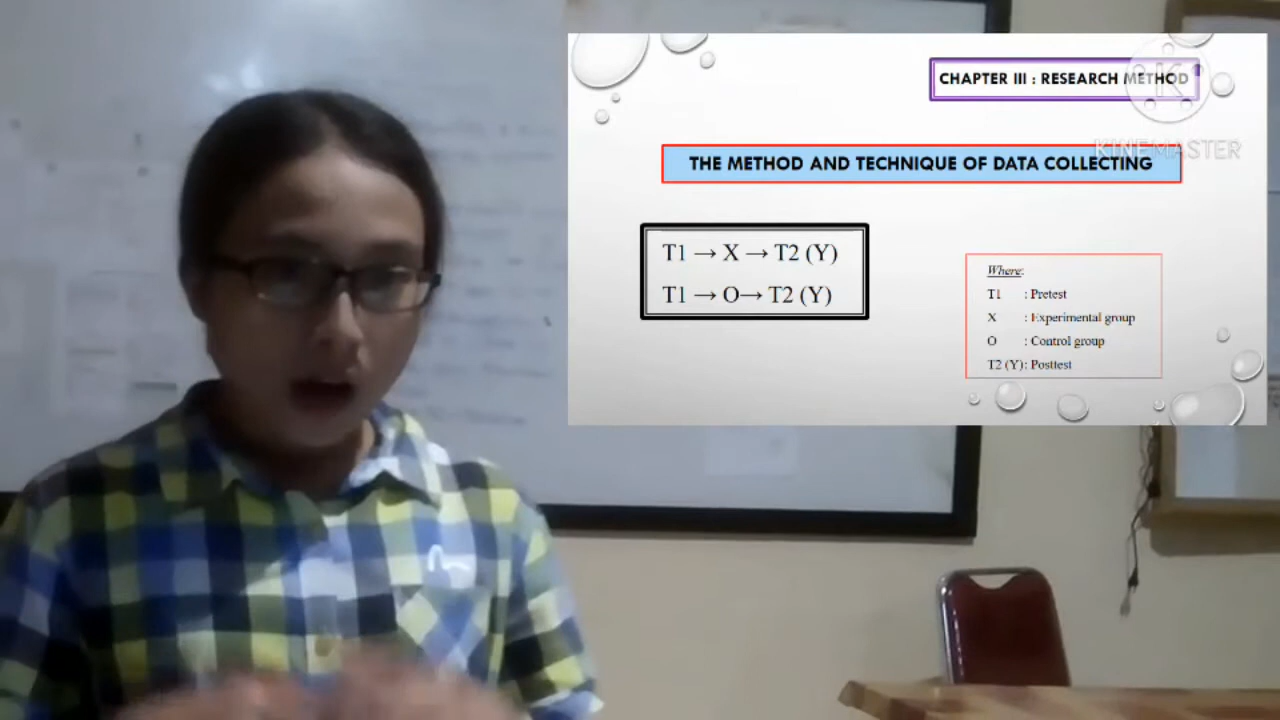 CHAPTER III : RESEARCH METHOD
KINEMASTER
THE METHOD AND TECHNIQUE OF DATA COLLECTING
T1 → X → T2 (Y)
T1 → O→ T2 (Y)
Where:
T1 : Pretest
X : Experimental group
O : Control group
T2 (Y): Posttest